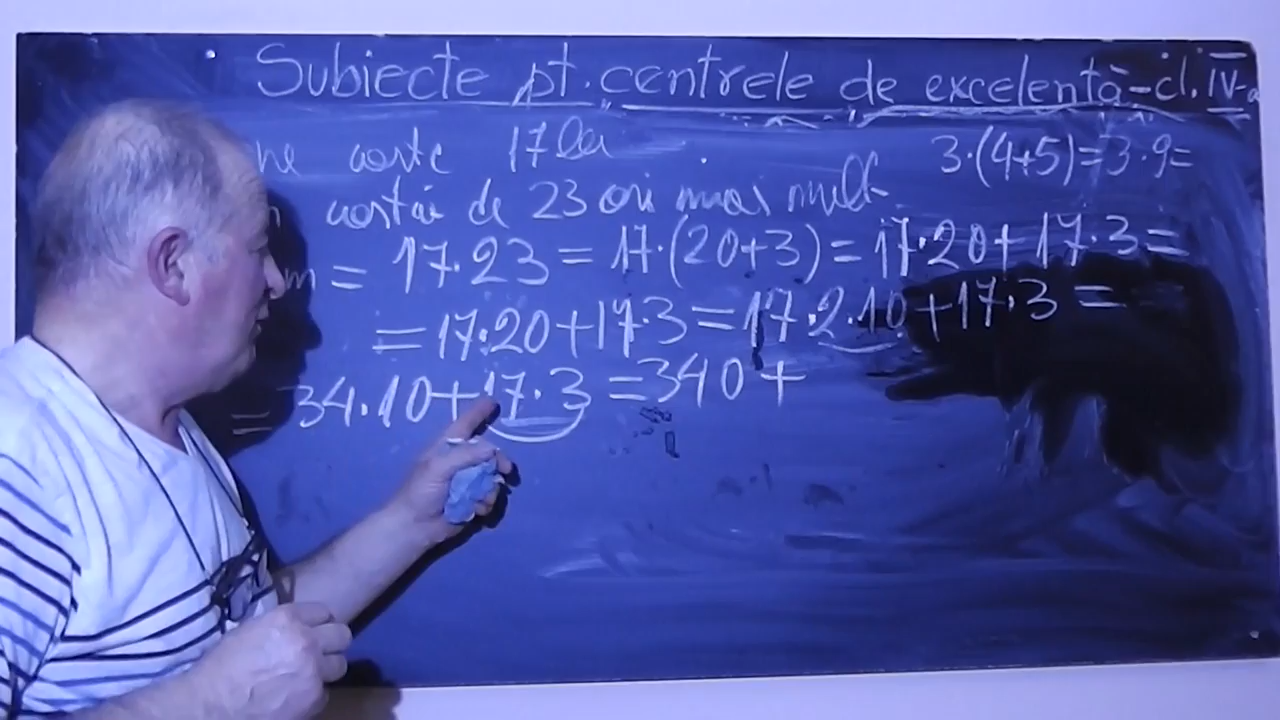 Subiecte pt. centrele de excelență-cl. IV-a
ne costă 17 lei
3·(4+5)=3·9=
de 23 ori mai mult
m = 17·23 = 17·(20+3) = 17·20+17·3=
=17·20+17·3=17·2·10+17·3 =
= 34·10+17·3 =340+